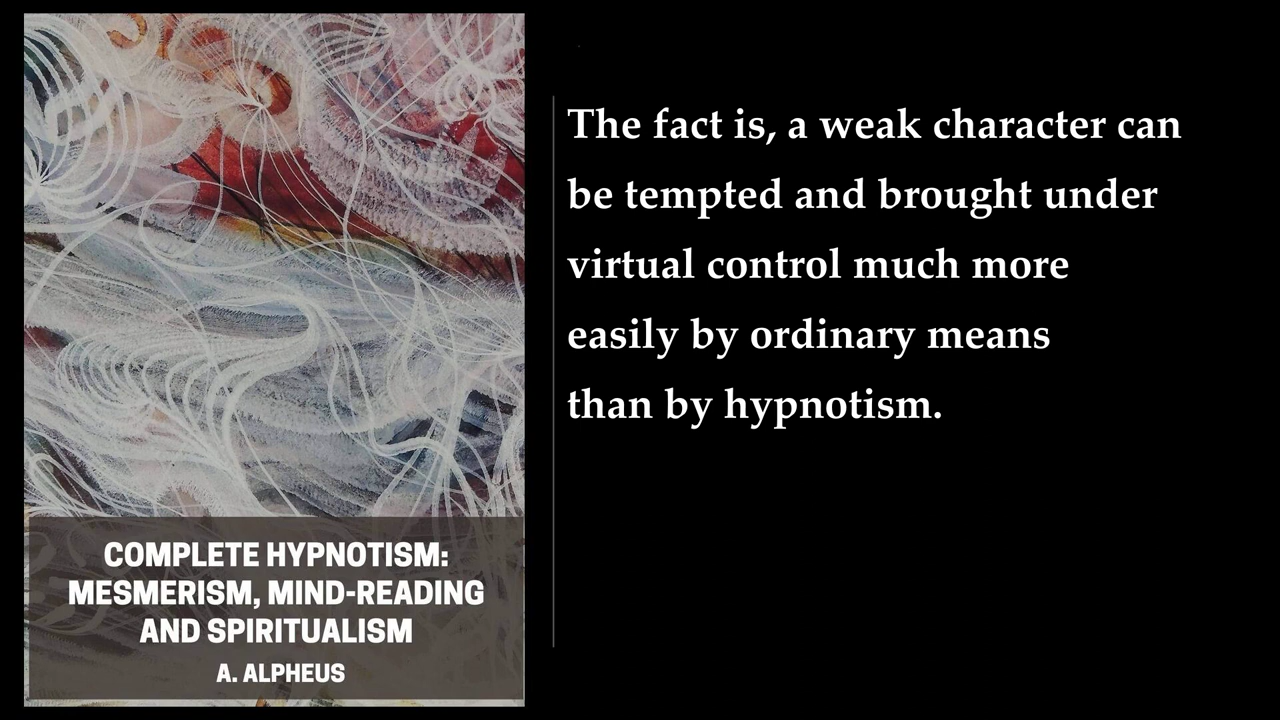 COMPLETE HYPNOTISM:
MESMERISM, MIND-READING
AND SPIRITUALISM
A. ALPHEUS
The fact is, a weak character can
be tempted and brought under
virtual control much more
easily by ordinary means
than by hypnotism.